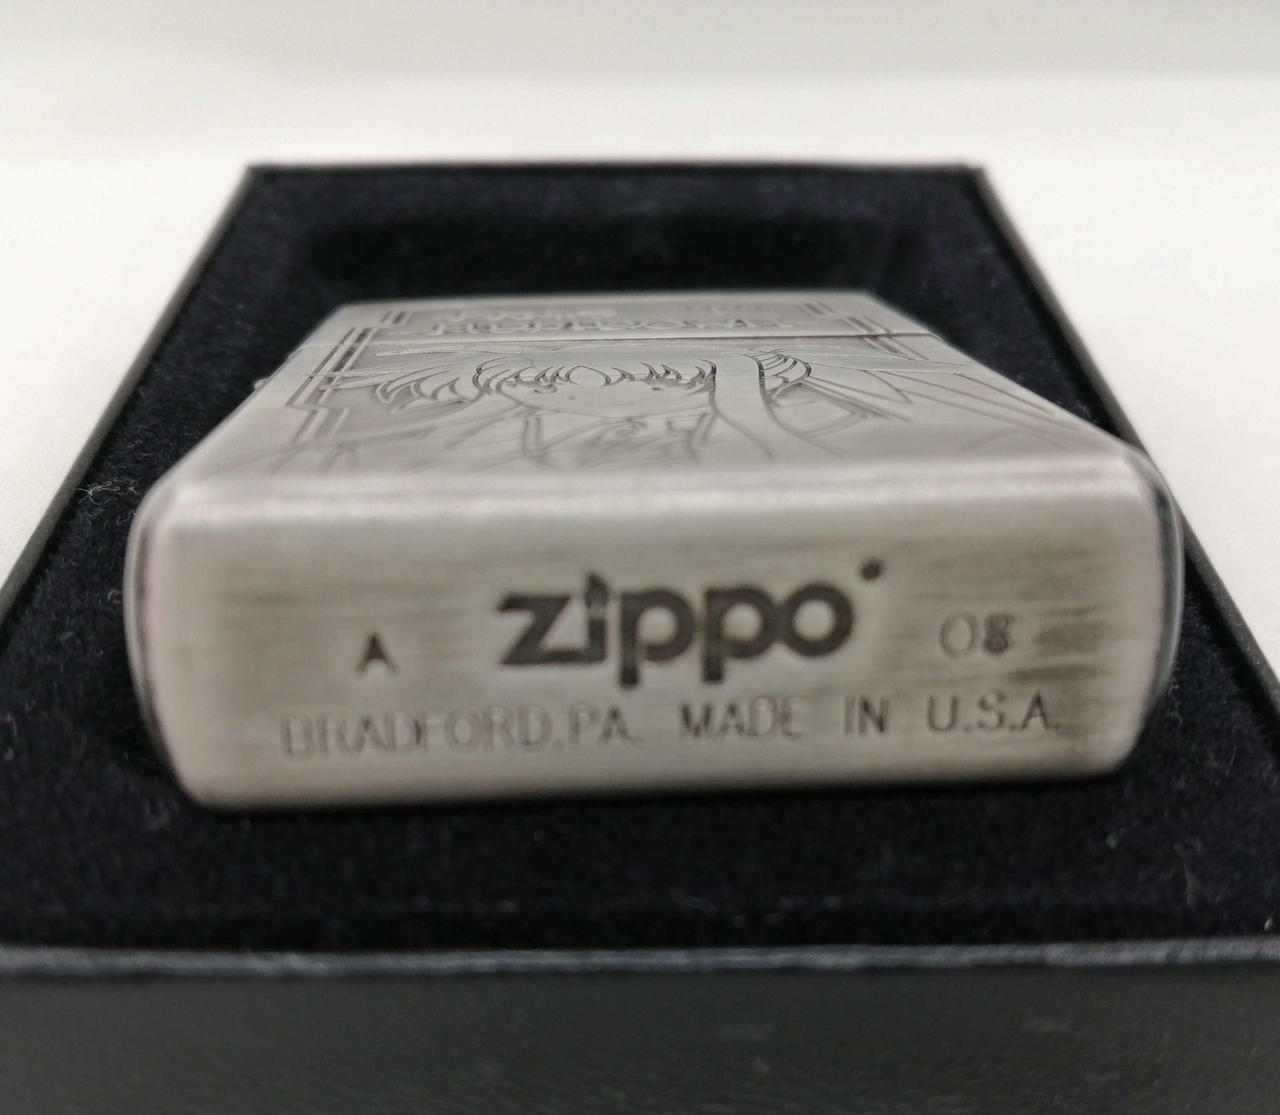 A zippo 08
BRADFORD, PA. MADE IN U.S.A.